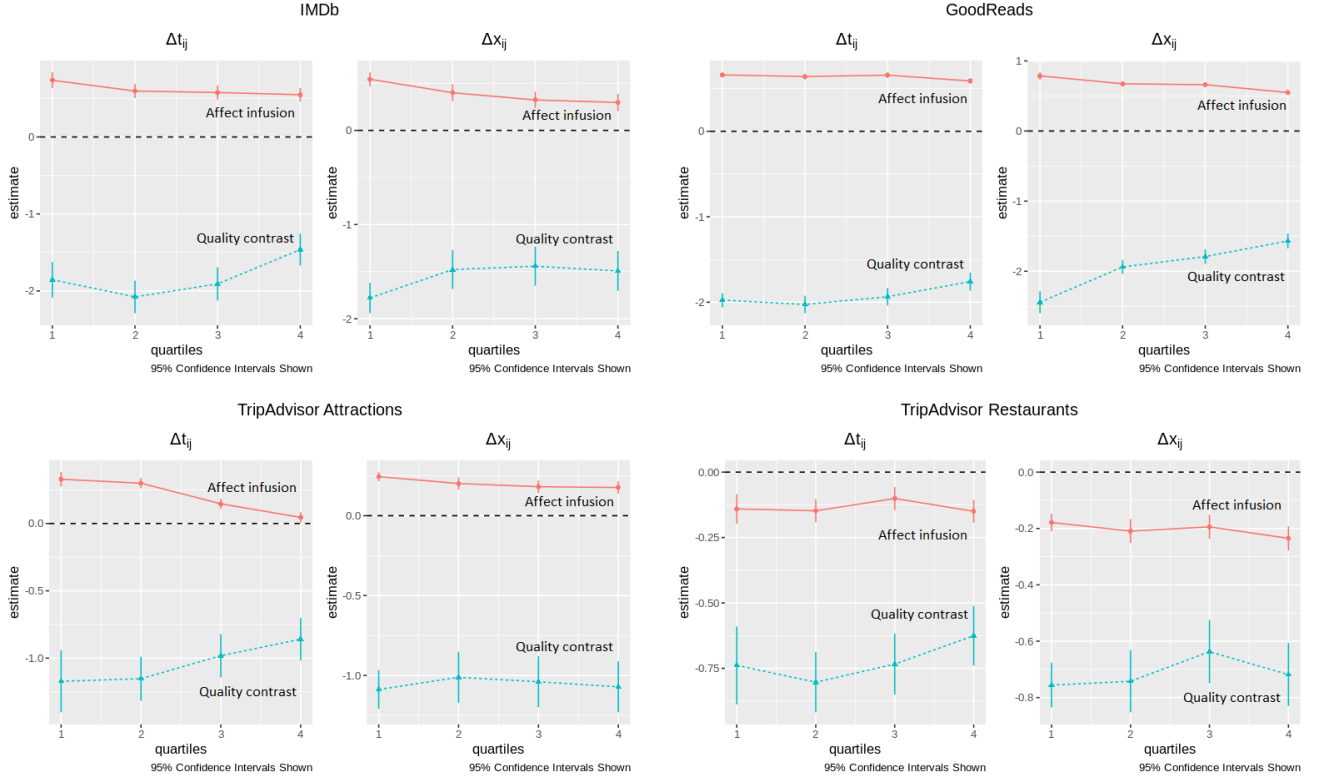 IMDb
GoodReads
Δtij
Δxij
Δtij
Δxij
estimate
0
-1
-2
Affect infusion
Quality contrast
1 2 3 4
quartiles
95% Confidence Intervals Shown
0
-1
-2
Affect infusion
Quality contrast
1 2 3 4
quartiles
95% Confidence Intervals Shown
estimate
0
-1
-2
Affect infusion
Quality contrast
1 2 3 4
quartiles
95% Confidence Intervals Shown
estimate
1
0
-1
-2
Affect infusion
Quality contrast
1 2 3 4
quartiles
95% Confidence Intervals Shown
TripAdvisor Attractions
TripAdvisor Restaurants
Δtij
Δxij
Δtij
Δxij
estimate
0.0
-0.5
-1.0
Affect infusion
Quality contrast
1 2 3 4
quartiles
95% Confidence Intervals Shown
estimate
0.0
-0.5
-1.0
Affect infusion
Quality contrast
1 2 3 4
quartiles
95% Confidence Intervals Shown
estimate
0.00
-0.25
-0.50
-0.75
Affect infusion
Quality contrast
1 2 3 4
quartiles
95% Confidence Intervals Shown
estimate
0.0
-0.2
-0.4
-0.6
-0.8
Affect infusion
Quality contrast
1 2 3 4
quartiles
95% Confidence Intervals Shown